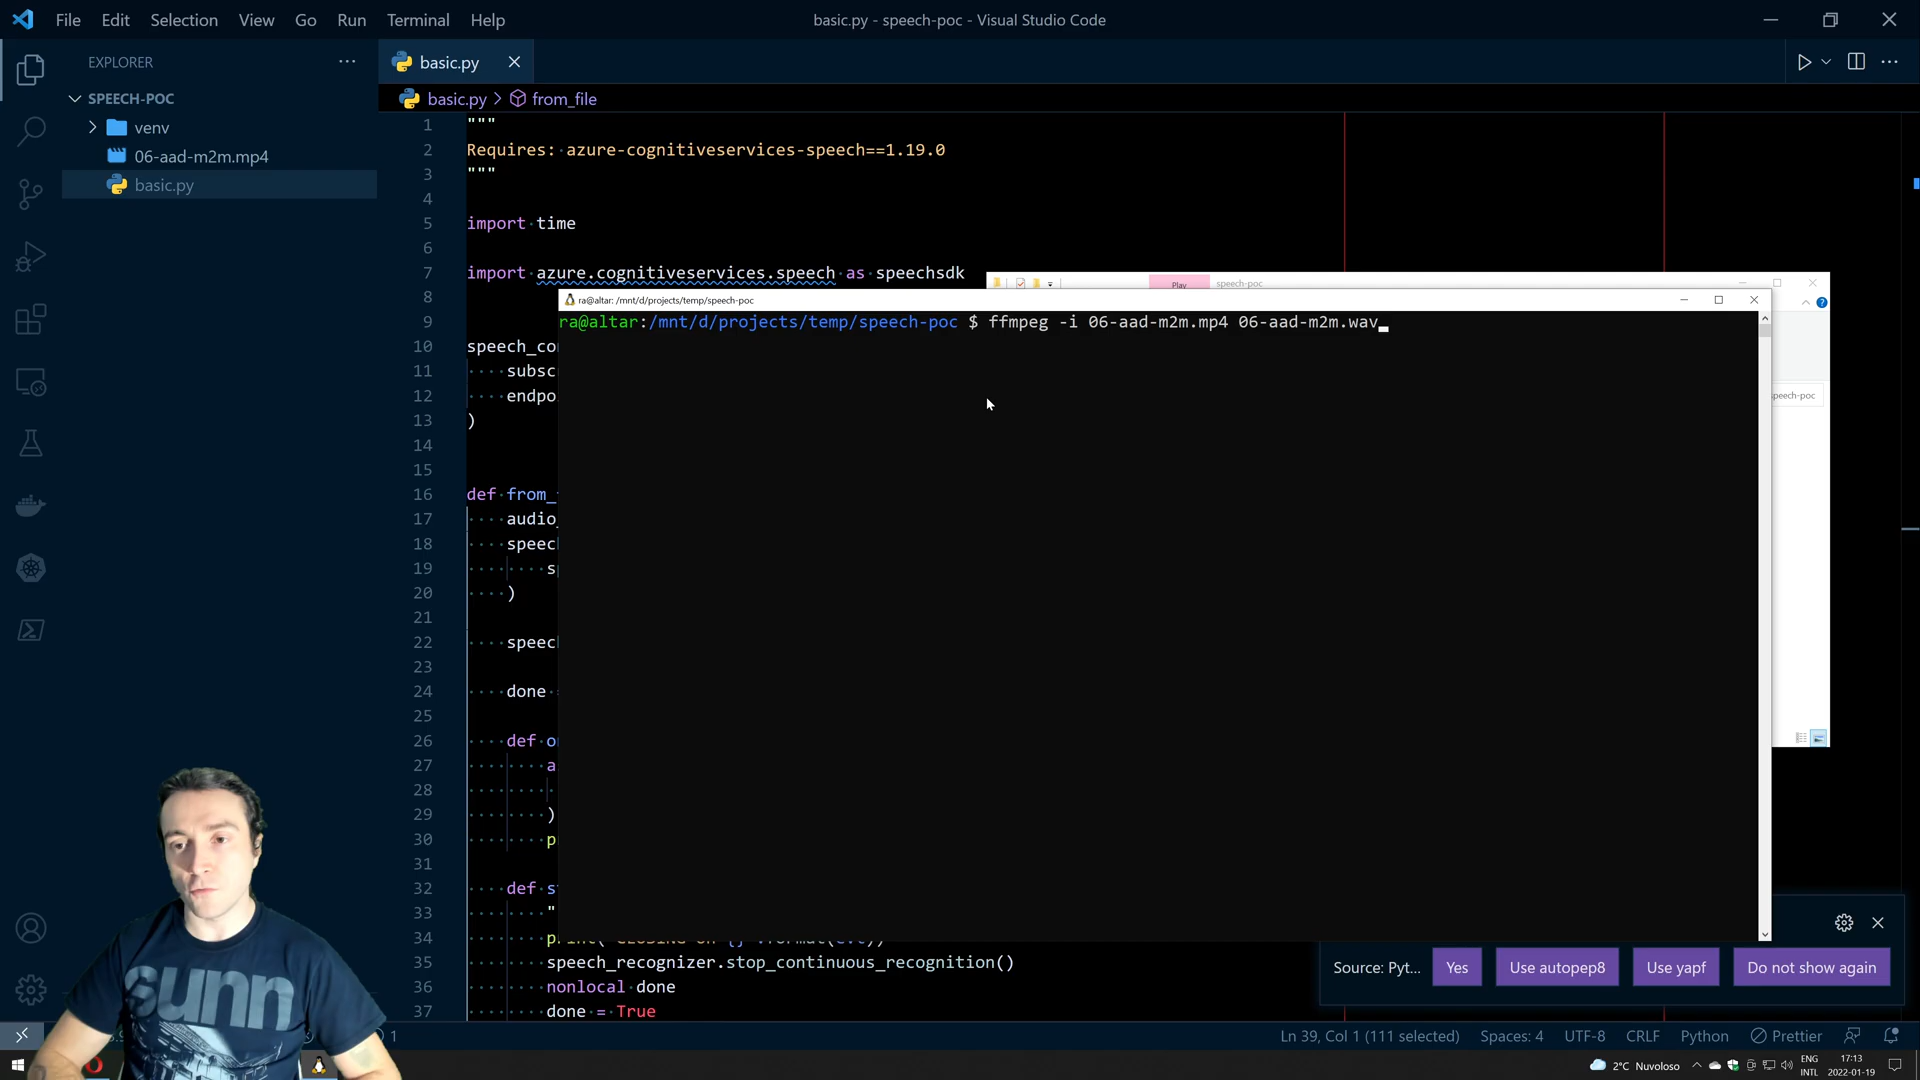 File Edit Selection View Go Run Terminal Help
basic.py - speech-poc - Visual Studio Code
EXPLORER
SPEECH-POC
venv
06-aad-m2m.mp4
basic.py
basic.py
basic.py > from_file
1 """
2 Requires: azure-cognitiveservices-speech==1.19.0
3 """
4
5 import time
6
7 import azure.cognitiveservices.speech as speechsdk
8
9
10 speech_co
11 subsc
12 endpo
13 )
14
15
16 def from_
17 audio_
18 speec
19 s
20 )
21
22 speec
23
24 done
25
26 def o
27 a
28
29 )
30 p
31
32 def s
33 "
34
35 speech_recognizer.stop_continuous_recognition()
36 nonlocal done
37 done = True
Play
speech-poc
ra@altar: /mnt/d/projects/temp/speech-poc
ra@altar:/mnt/d/projects/temp/speech-poc $ ffmpeg -i 06-aad-m2m.mp4 06-aad-m2m.wav
speech-poc
Source: Pyt...
Yes
Use autopep8
Use yapf
Do not show again
sunn
1
Ln 39, Col 1 (111 selected)
Spaces: 4
UTF-8
CRLF
Python
Prettier
2°C Nuvoloso
ENG
INTL
17:13
2022-01-19